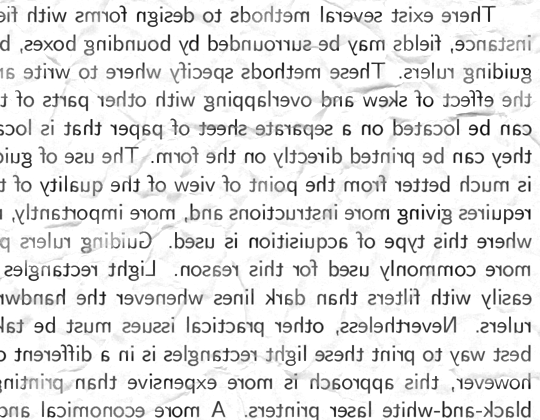 There exist several methods to design forms with fie
instance, fields may be surrounded by bounding boxes, b
guiding rulers. These methods specify where to write an
the effect of skew and overlapping with other parts of t
can be located on a separate sheet of paper that is loca
they can be printed directly on the form. The use of guid
is much better from the point of view of the quality of t
requires giving more instructions and, more importantly,
where this type of acquisition is used. Guiding rulers p
more commonly used for this reason. Light rectangles
easily with filters than dark lines whenever the handwr
rulers. Nevertheless, other practical issues must be tak
best way to print these light rectangles is in a different c
however, this approach is more expensive than printing
black-and-white laser printers. A more economical and